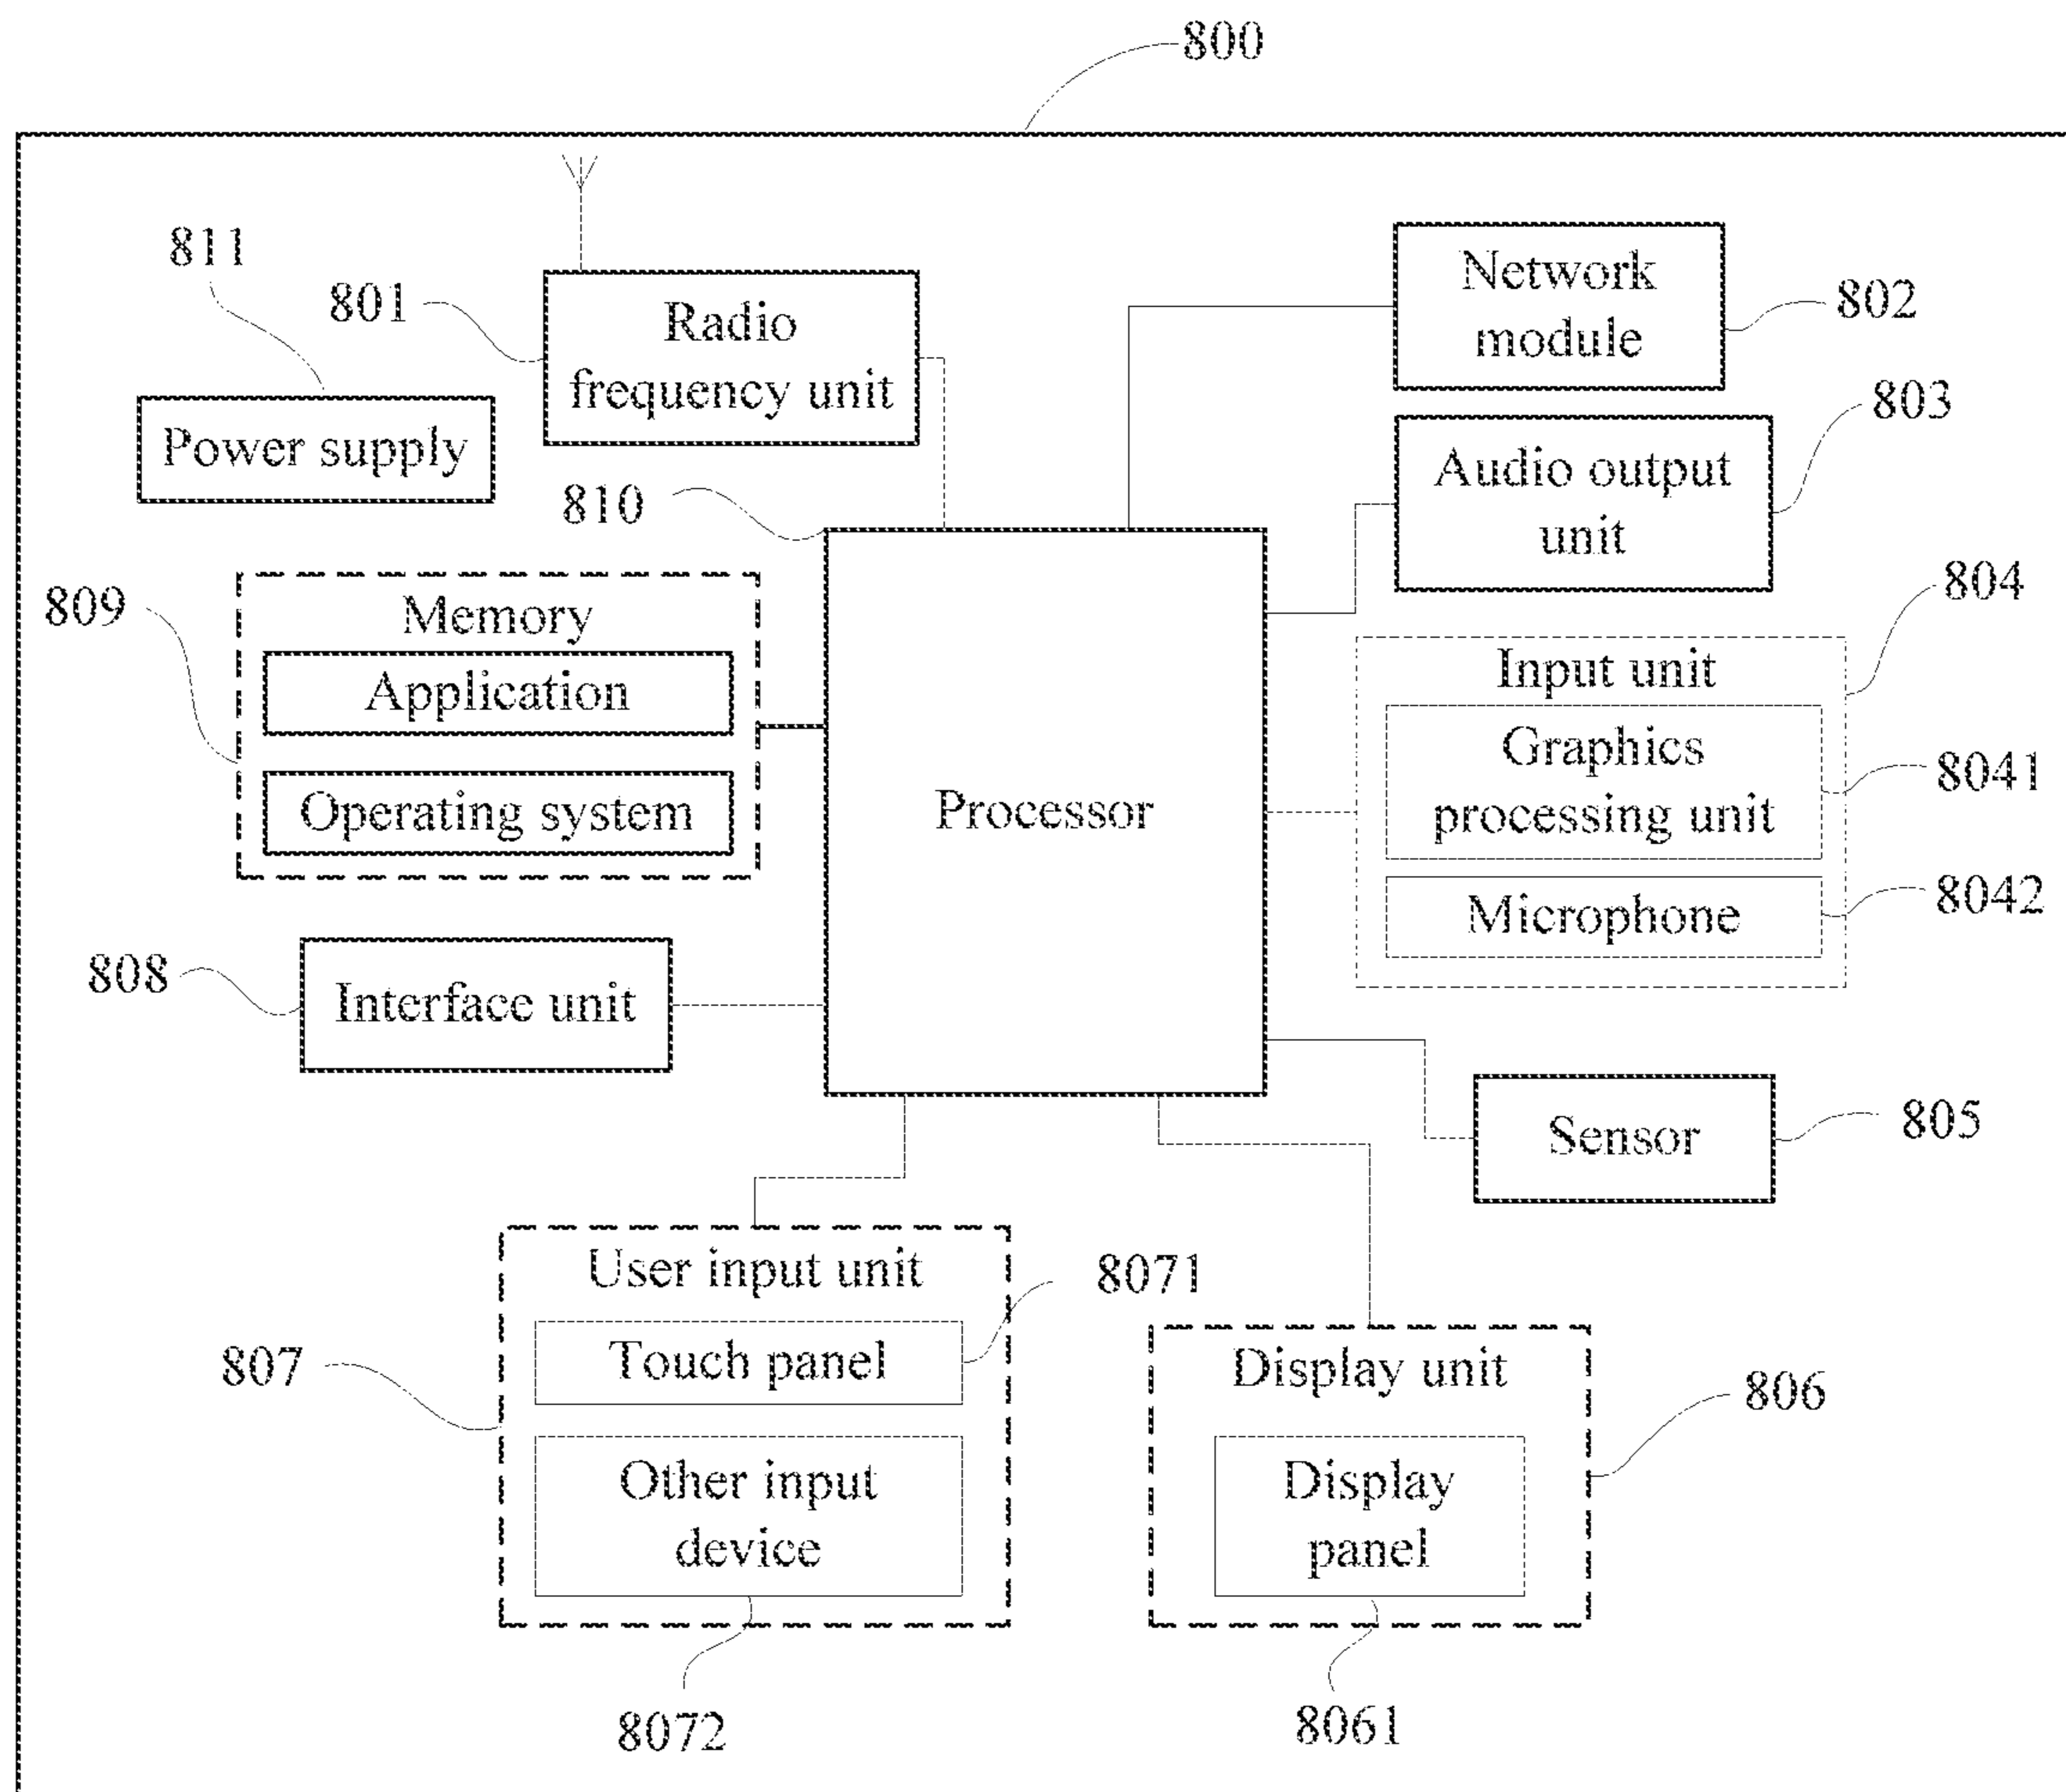 800
811
801
Radio
frequency unit
Network
module
802
Power supply
803
Audio output
unit
810
809
Memory
Application
Operating system
Processor
804
Input unit
Graphics
processing unit
8041
Microphone
8042
808
Interface unit
Sensor
805
User input unit
8071
Touch panel
807
Other input
device
8072
Display unit
806
Display
panel
8061